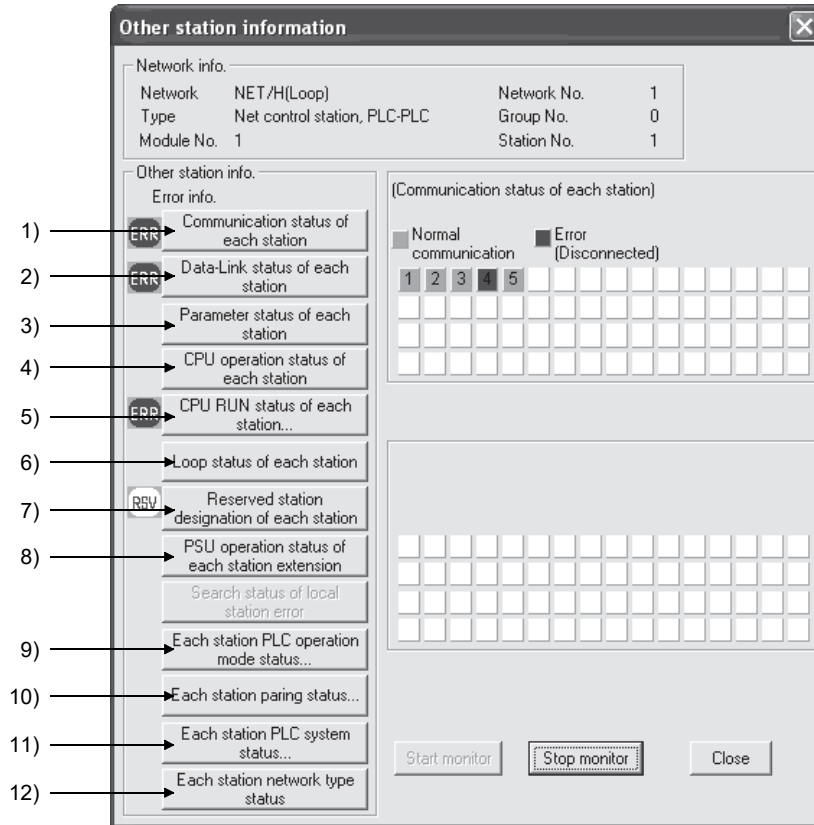 Other station information
Network info.
Network NET/H(Loop) Network No. 1
Type Net control station, PLC-PLC Group No. 0
Module No. 1 Station No. 1
Other station info.
Error info.
(Communication status of each station)
1) ERR Communication status of
each station
Normal
communication
Error
(Disconnected)
1 2 3 4 5
2) ERR Data-Link status of each
station
3) Parameter status of each
station
4) CPU operation status of
each station
5) ERR CPU RUN status of each
station...
6) Loop status of each station
7) RSV Reserved station
designation of each station
8) PSU operation status of
each station extension
Search status of local
station error
9) Each station PLC operation
mode status...
10) Each station paring status...
11) Each station PLC system
status...
12) Each station network type
status
Start monitor Stop monitor Close